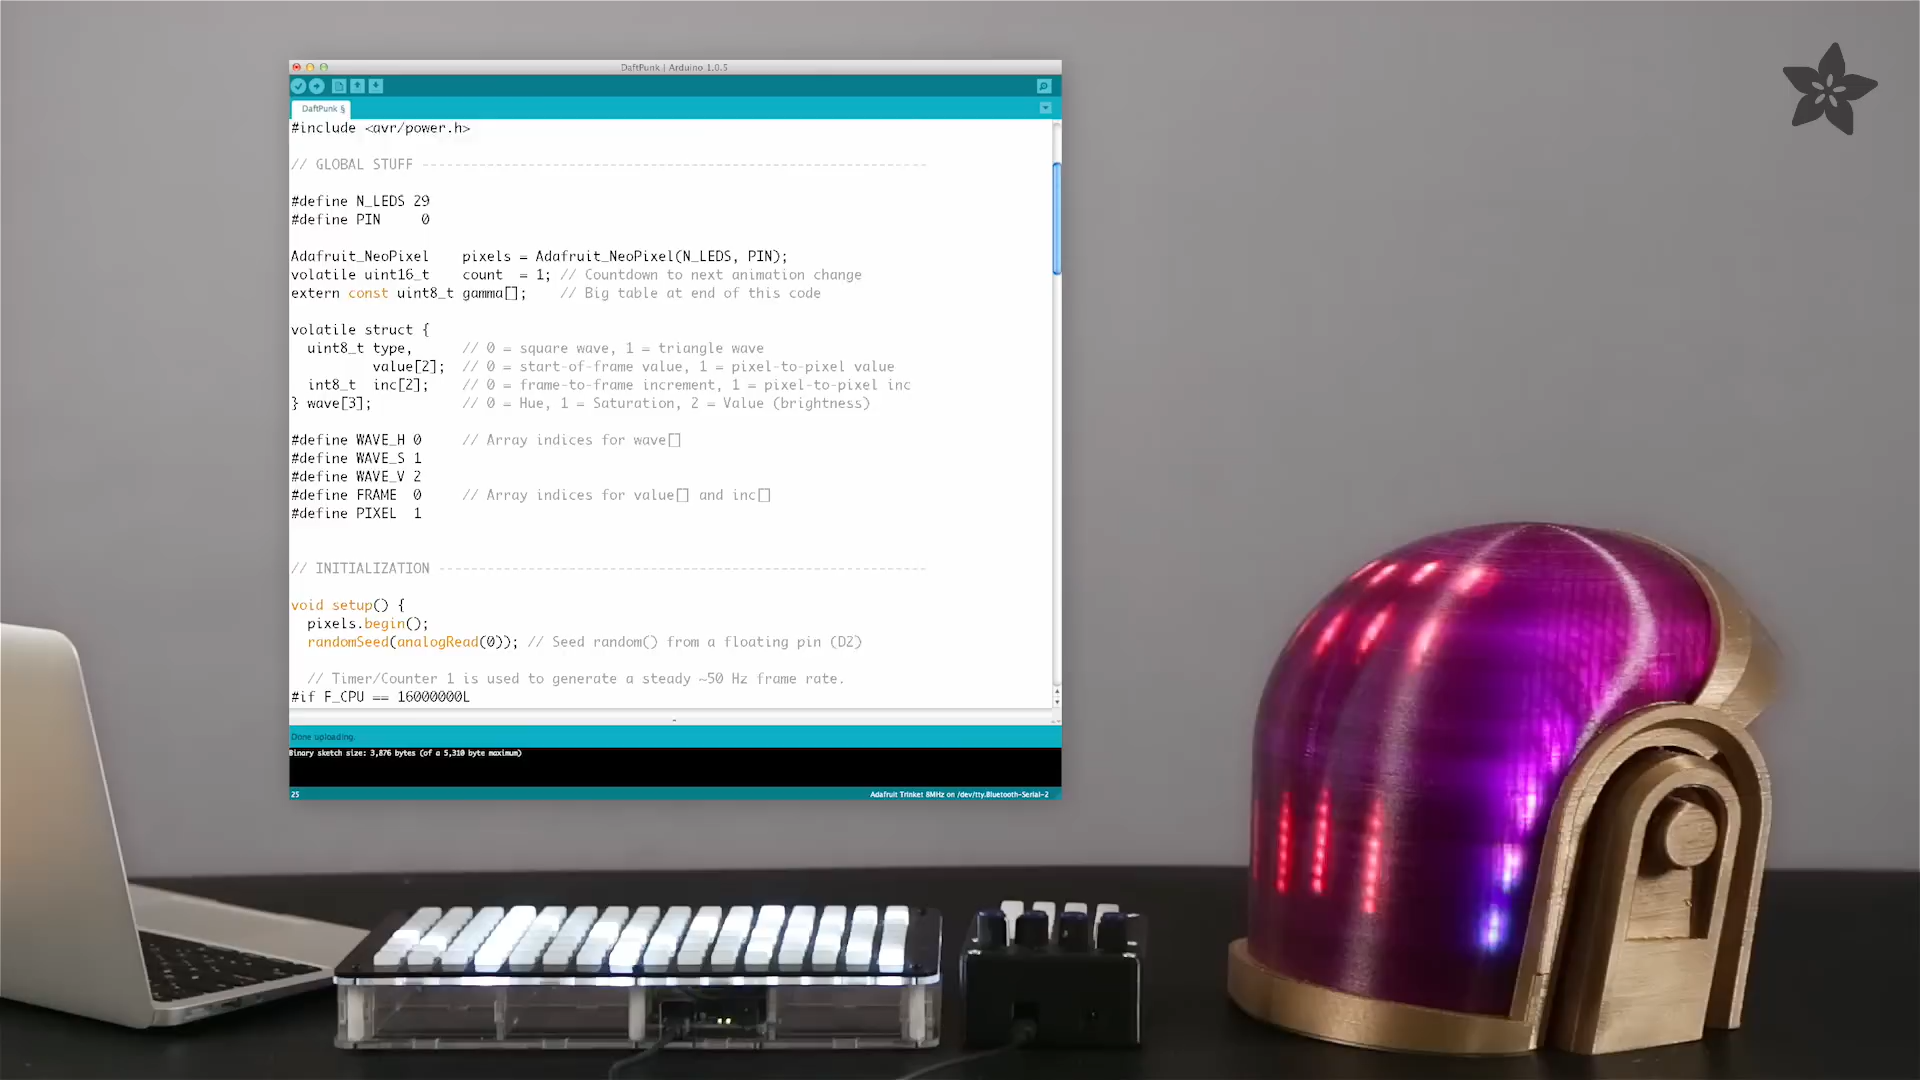 DaftPunk | Arduino 1.0.5
DaftPunk §
#include <avr/power.h>
// GLOBAL STUFF --------------------------------------------------------------
#define N_LEDS 29
#define PIN     0
Adafruit_NeoPixel    pixels = Adafruit_NeoPixel(N_LEDS, PIN);
volatile uint16_t    count  = 1; // Countdown to next animation change
extern const uint8_t gamma[];    // Big table at end of this code
volatile struct {
  uint8_t type,      // 0 = square wave, 1 = triangle wave
          value[2];  // 0 = start-of-frame value, 1 = pixel-to-pixel value
  int8_t  inc[2];    // 0 = frame-to-frame increment, 1 = pixel-to-pixel inc
} wave[3];           // 0 = Hue, 1 = Saturation, 2 = Value (brightness)
#define WAVE_H 0     // Array indices for wave[]
#define WAVE_S 1
#define WAVE_V 2
#define FRAME  0     // Array indices for value[] and inc[]
#define PIXEL  1
// INITIALIZATION ------------------------------------------------------------
void setup() {
  pixels.begin();
  randomSeed(analogRead(0)); // Seed random() from a floating pin (D2)
  // Timer/Counter 1 is used to generate a steady ~50 Hz frame rate.
#if F_CPU == 16000000L
Done uploading.
Binary sketch size: 3,876 bytes (of a 5,310 byte maximum)
25
Adafruit Trinket 8MHz on /dev/tty.Bluetooth-Serial-2